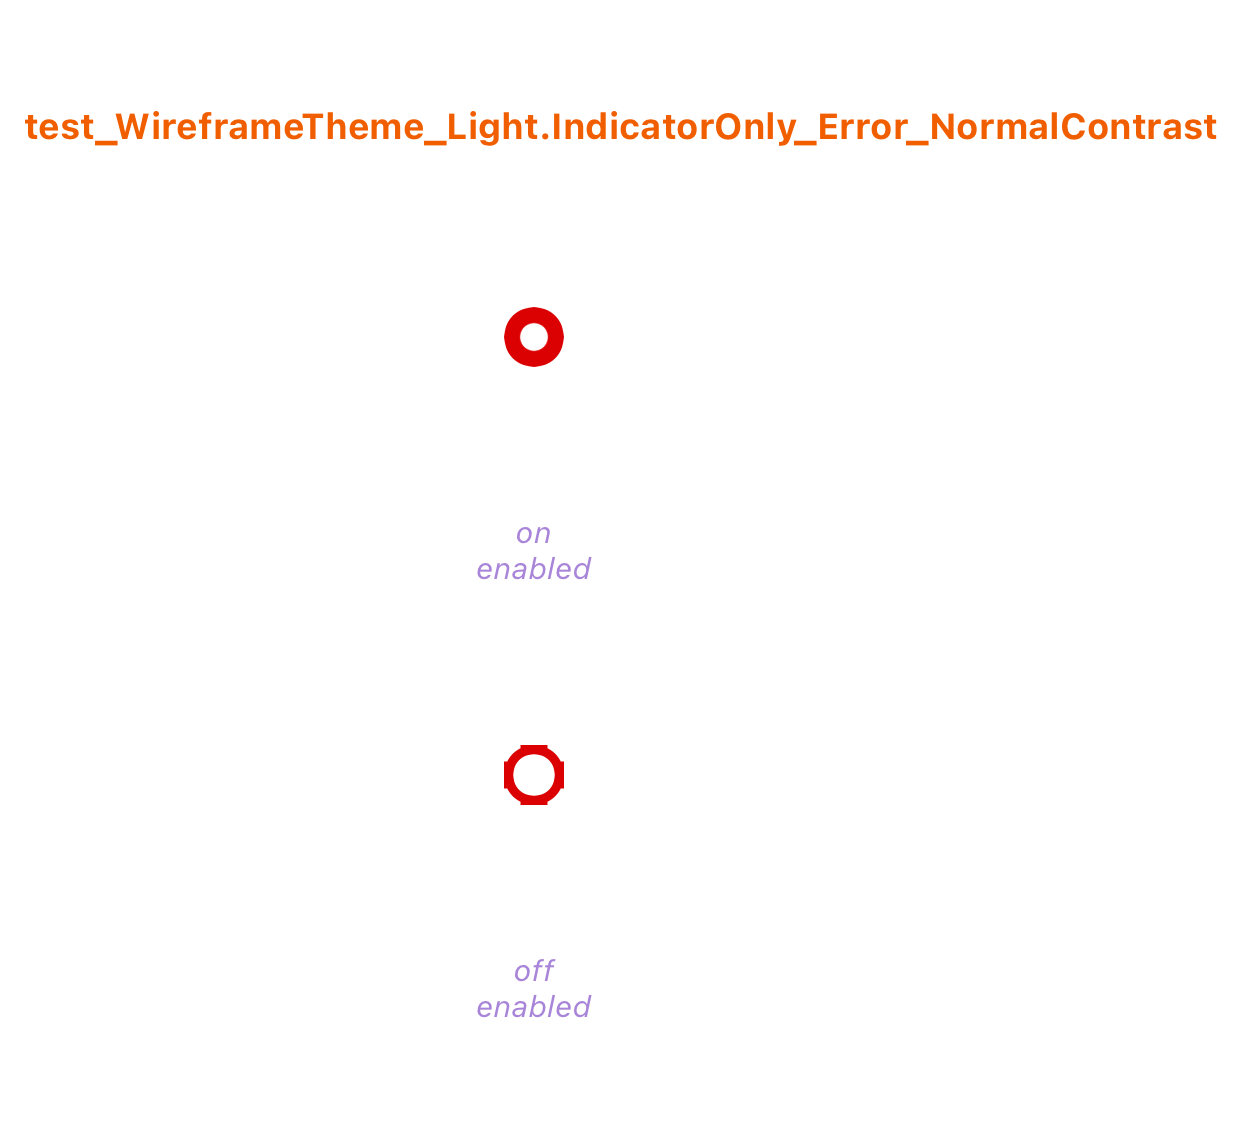 test_WireframeTheme_Light.IndicatorOnly_Error_NormalContrast
on
enabled
off
enabled